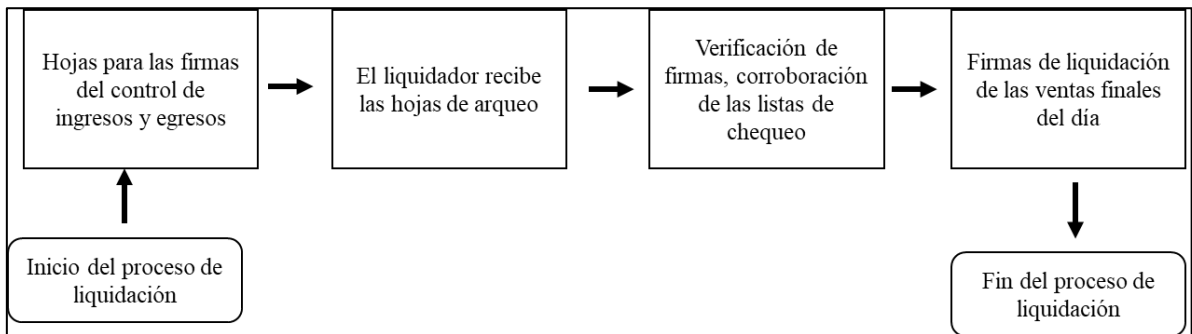 Hojas para las firmas
del control de
ingresos y egresos
El liquidador recibe
las hojas de arqueo
Verificación de
firmas, corroboración
de las listas de
chequeo
Firmas de liquidación
de las ventas finales
del día
Inicio del proceso de
liquidación
Fin del proceso de
liquidación